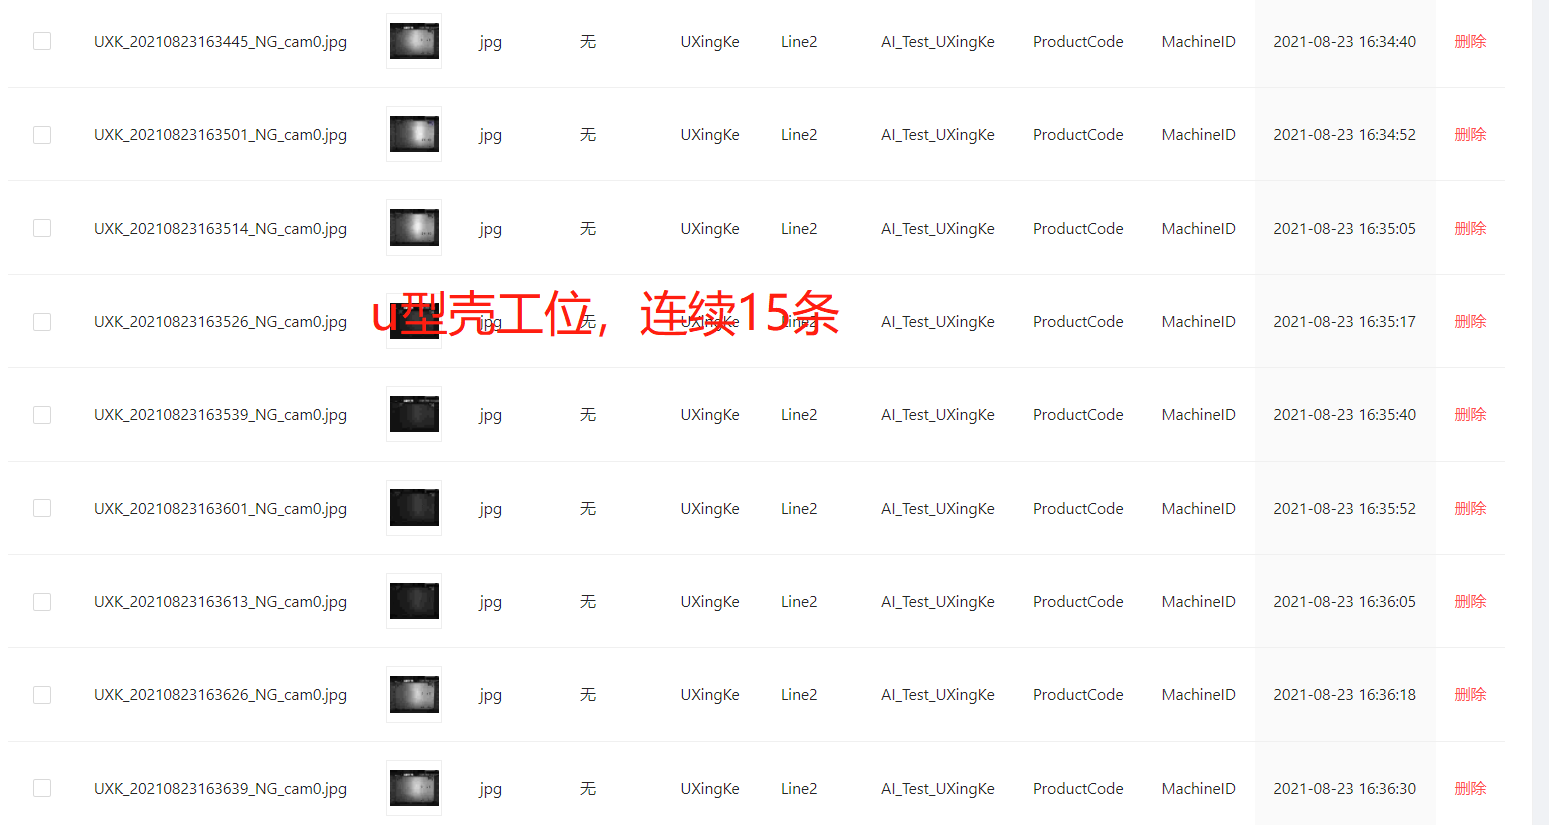 UXK_20210823163445_NG_cam0.jpg jpg 无 UXingKe Line2 AI_Test_UXingKe ProductCode MachineID 2021-08-23 16:34:40 删除
UXK_20210823163501_NG_cam0.jpg jpg 无 UXingKe Line2 AI_Test_UXingKe ProductCode MachineID 2021-08-23 16:34:52 删除
UXK_20210823163514_NG_cam0.jpg jpg 无 UXingKe Line2 AI_Test_UXingKe ProductCode MachineID 2021-08-23 16:35:05 删除
u型壳工位，连续15条
UXK_20210823163526_NG_cam0.jpg jpg 无 UXingKe Line2 AI_Test_UXingKe ProductCode MachineID 2021-08-23 16:35:17 删除
UXK_20210823163539_NG_cam0.jpg jpg 无 UXingKe Line2 AI_Test_UXingKe ProductCode MachineID 2021-08-23 16:35:40 删除
UXK_20210823163601_NG_cam0.jpg jpg 无 UXingKe Line2 AI_Test_UXingKe ProductCode MachineID 2021-08-23 16:35:52 删除
UXK_20210823163613_NG_cam0.jpg jpg 无 UXingKe Line2 AI_Test_UXingKe ProductCode MachineID 2021-08-23 16:36:05 删除
UXK_20210823163626_NG_cam0.jpg jpg 无 UXingKe Line2 AI_Test_UXingKe ProductCode MachineID 2021-08-23 16:36:18 删除
UXK_20210823163639_NG_cam0.jpg jpg 无 UXingKe Line2 AI_Test_UXingKe ProductCode MachineID 2021-08-23 16:36:30 删除